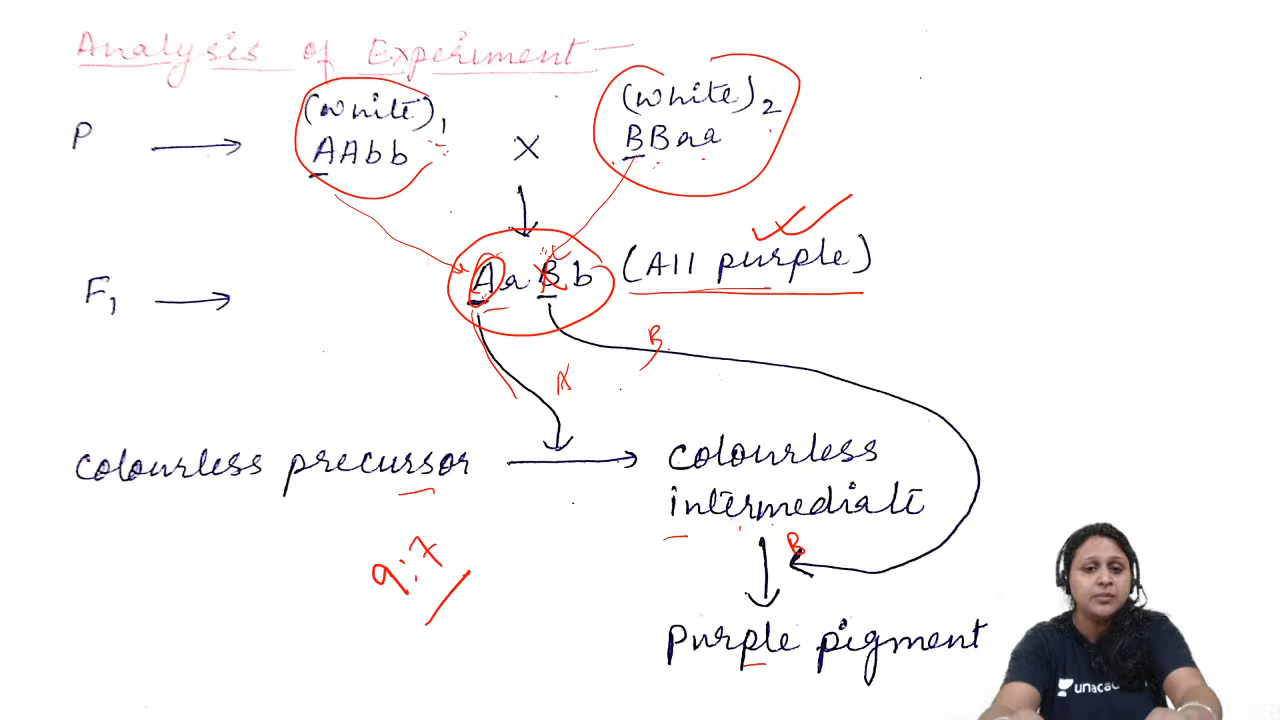 Analysis of Experiment —
(white)1 (white)2
P → AAbb X BBaa
F1 → AaBb (All purple)
B
A
colourless precursor → colourless
intermediate
9:7 B
purple pigment
unaca